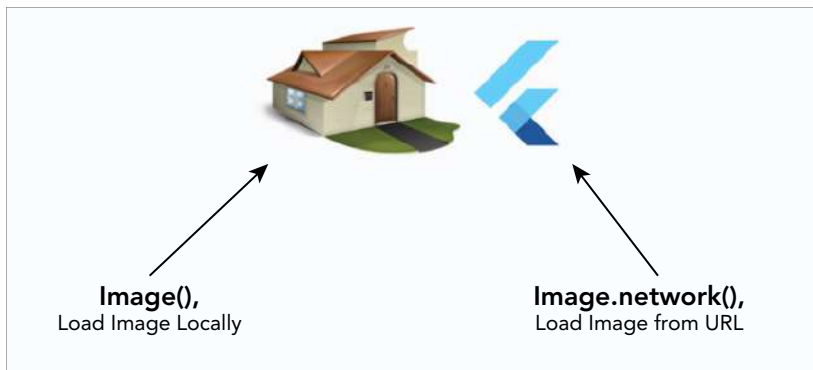 Image(),
Load Image Locally
Image.network(),
Load Image from URL